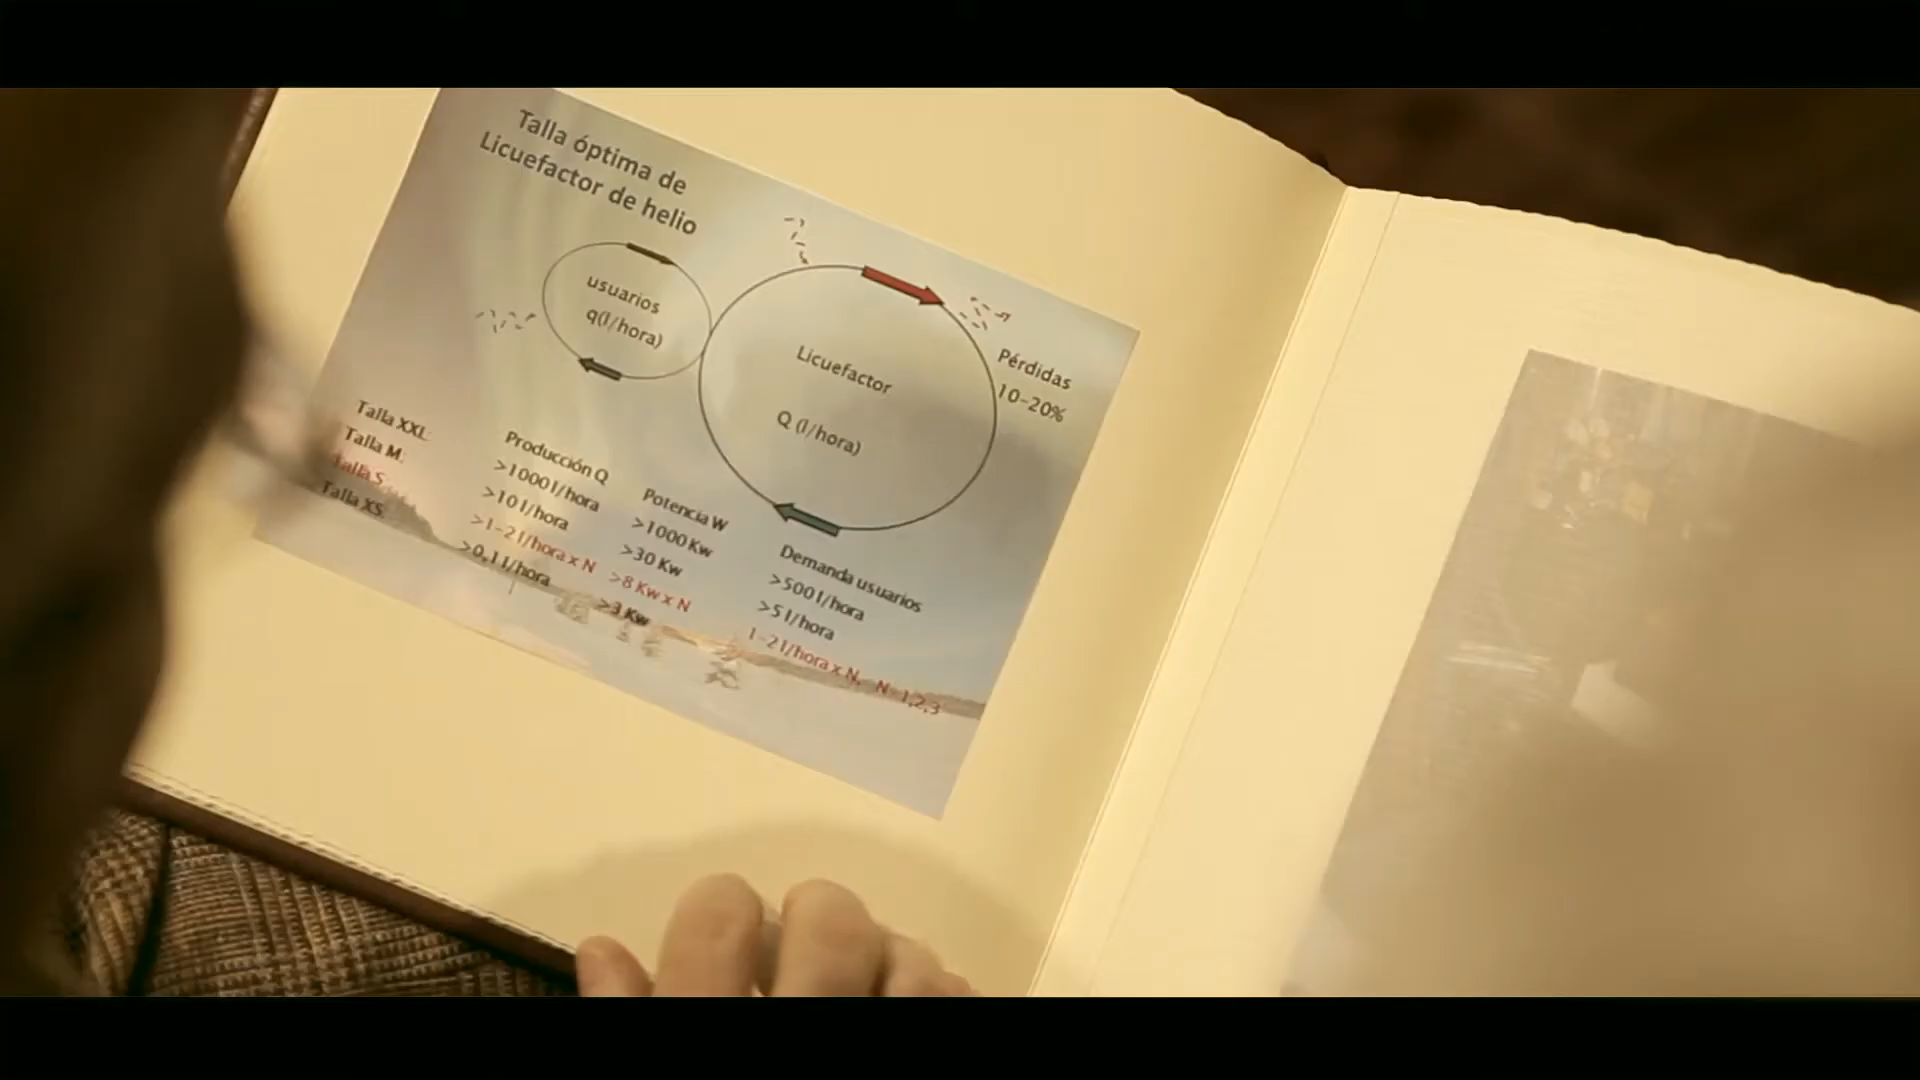 Talla óptima de
Licuefactor de helio
usuarios
q(l/hora)
Licuefactor
Q (l/hora)
Pérdidas
10-20%
Talla XXL:
Talla M:
Talla S
Talla XS
Producción Q
>1000 l/hora
>10 l/hora
>1-2 l/hora x N
>0,1 l/hora
Potencia W
>1000 Kw
>30 Kw
>8 Kw x N
>3 Kw
Demanda usuarios
>500 l/hora
>5 l/hora
1-2 l/hora x N, N=1,2,3